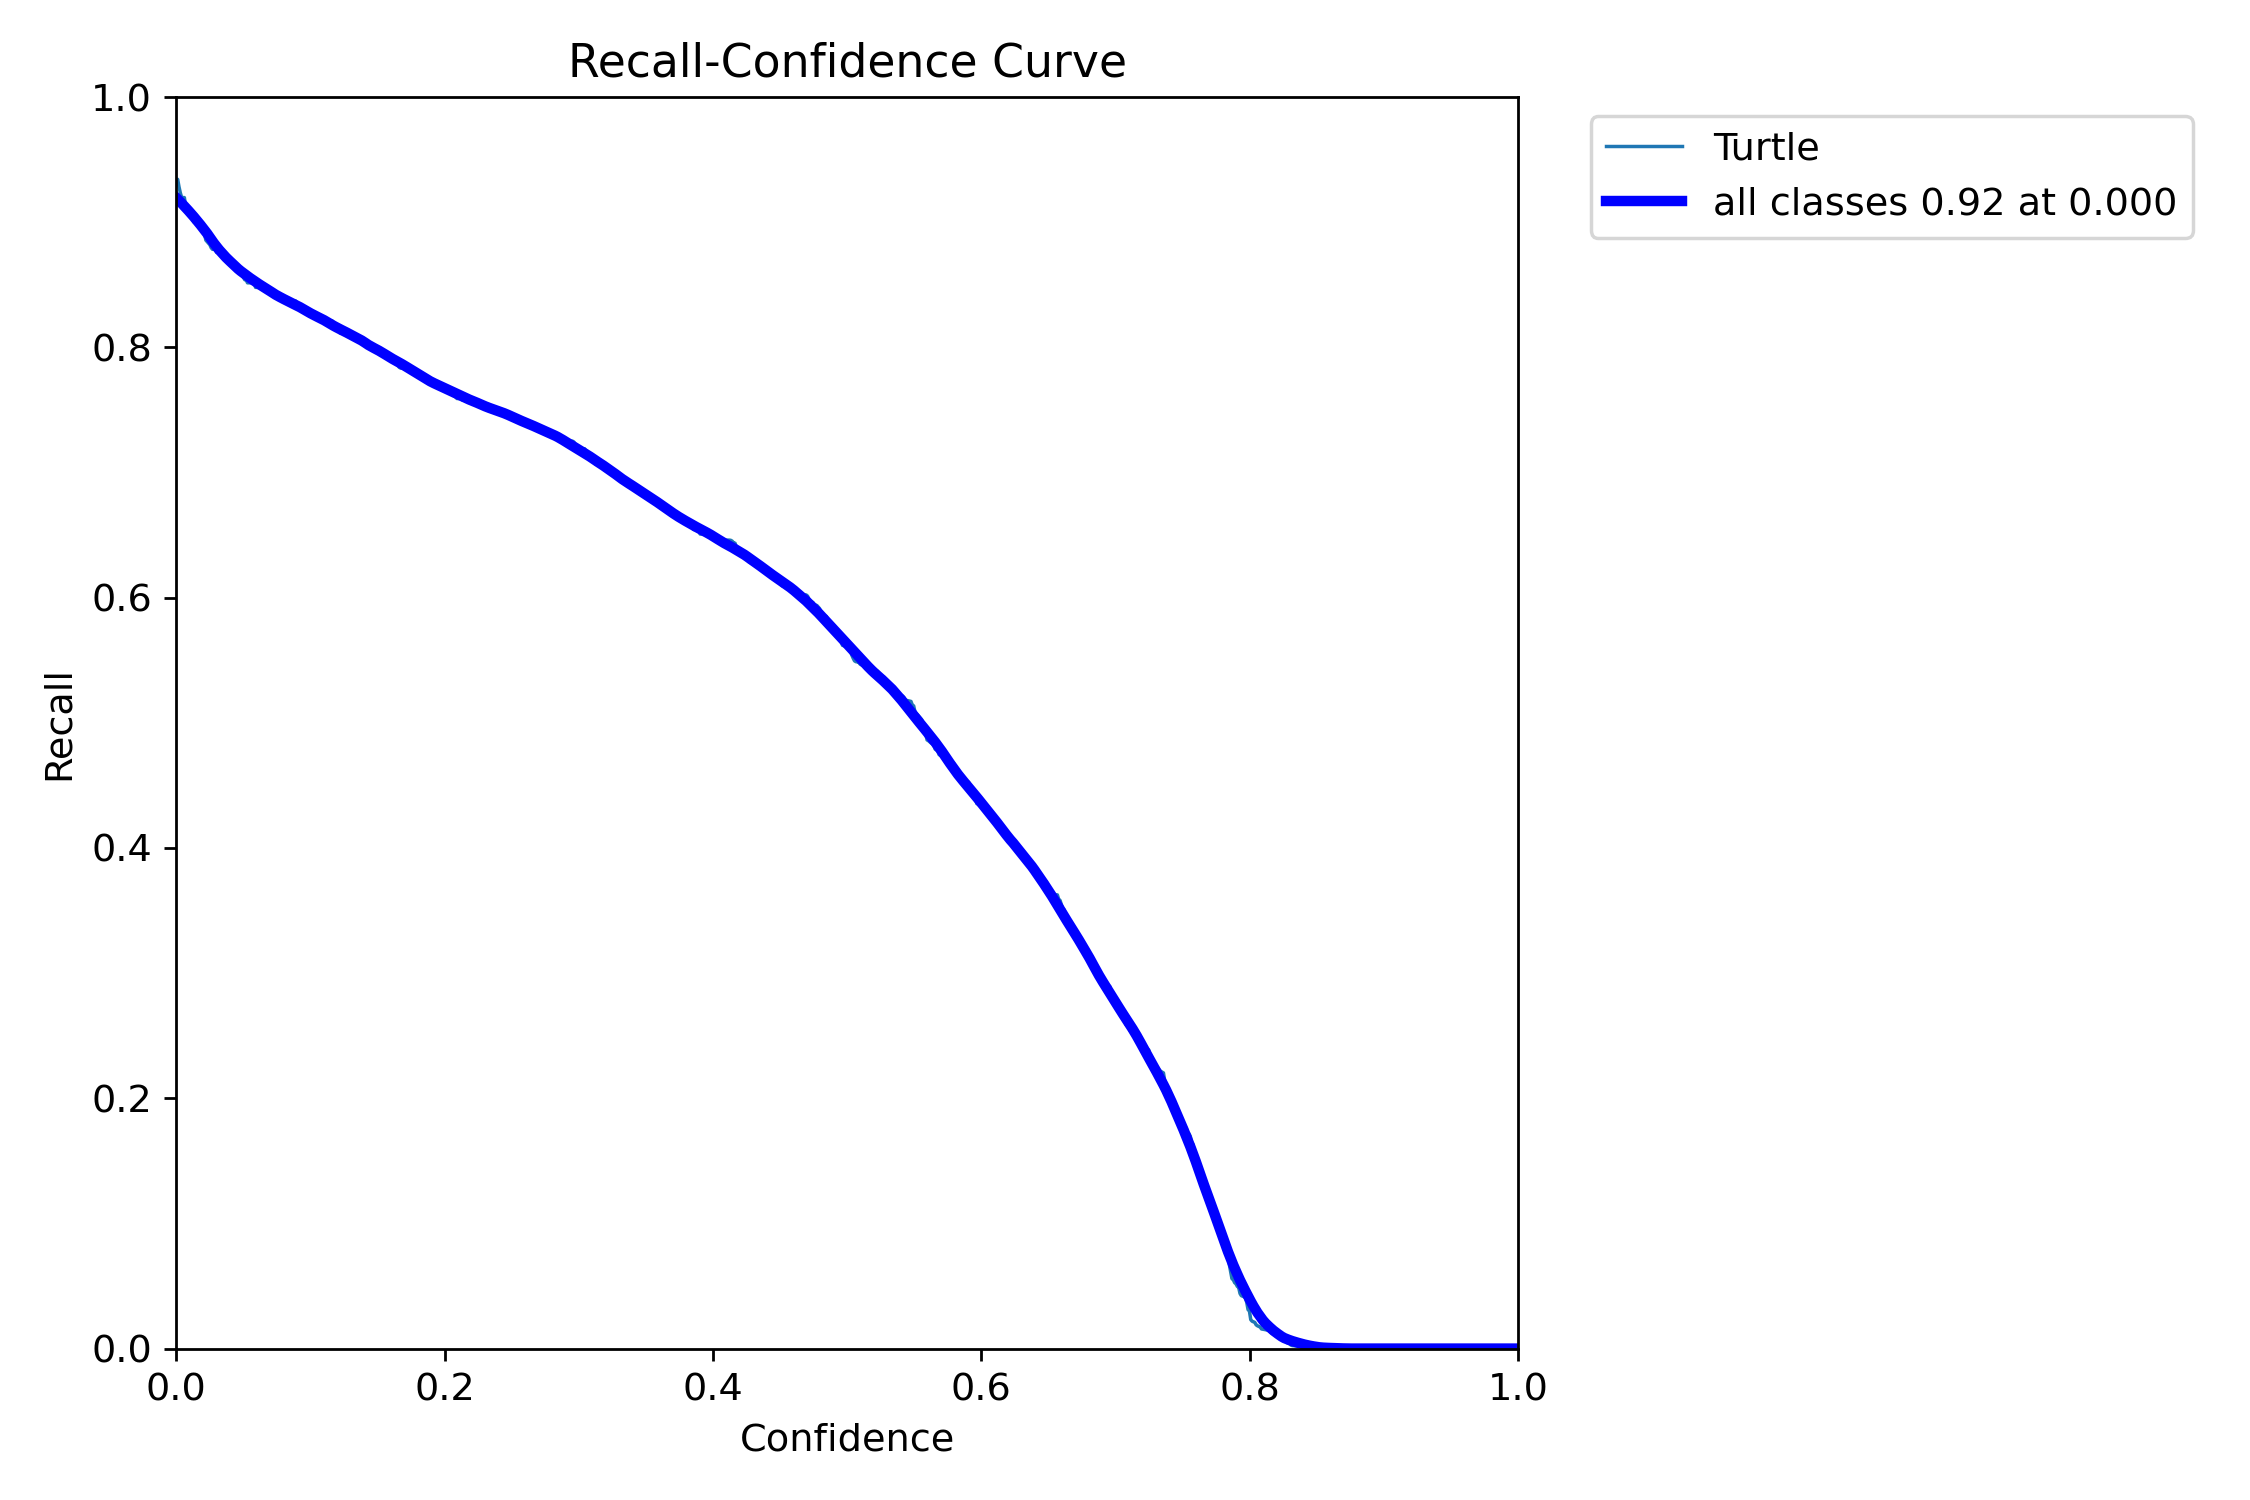 Recall-Confidence Curve
Turtle
all classes 0.92 at 0.000
1.0
0.8
0.6
0.4
0.2
0.0
Recall
0.0 0.2 0.4 0.6 0.8 1.0
Confidence